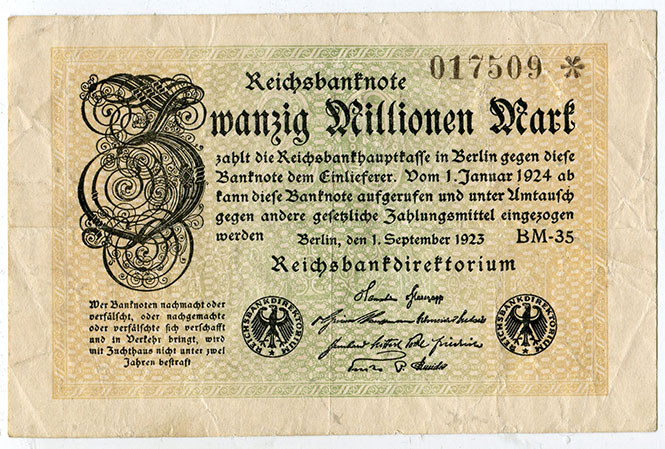 017509 *
Reichsbanknote
Zwanzig Millionen Mark
zahlt die Reichsbankhauptkasse in Berlin gegen diese
Banknote dem Einlieferer. Vom 1. Januar 1924 ab
kann diese Banknote aufgerufen und unter Umtausch
gegen andere gesetzliche Zahlungsmittel eingezogen
werden Berlin, den 1. September 1923 BM-35
Reichsbankdirektorium
Wer Banknoten nachmacht oder
verfälscht, oder nachgemachte
oder verfälschte sich verschafft
und in Verkehr bringt, wird
mit Zuchthaus nicht unter zwei
Jahren bestraft
REICHSBANKDIREKTORIUM
REICHSBANKDIREKTORIUM